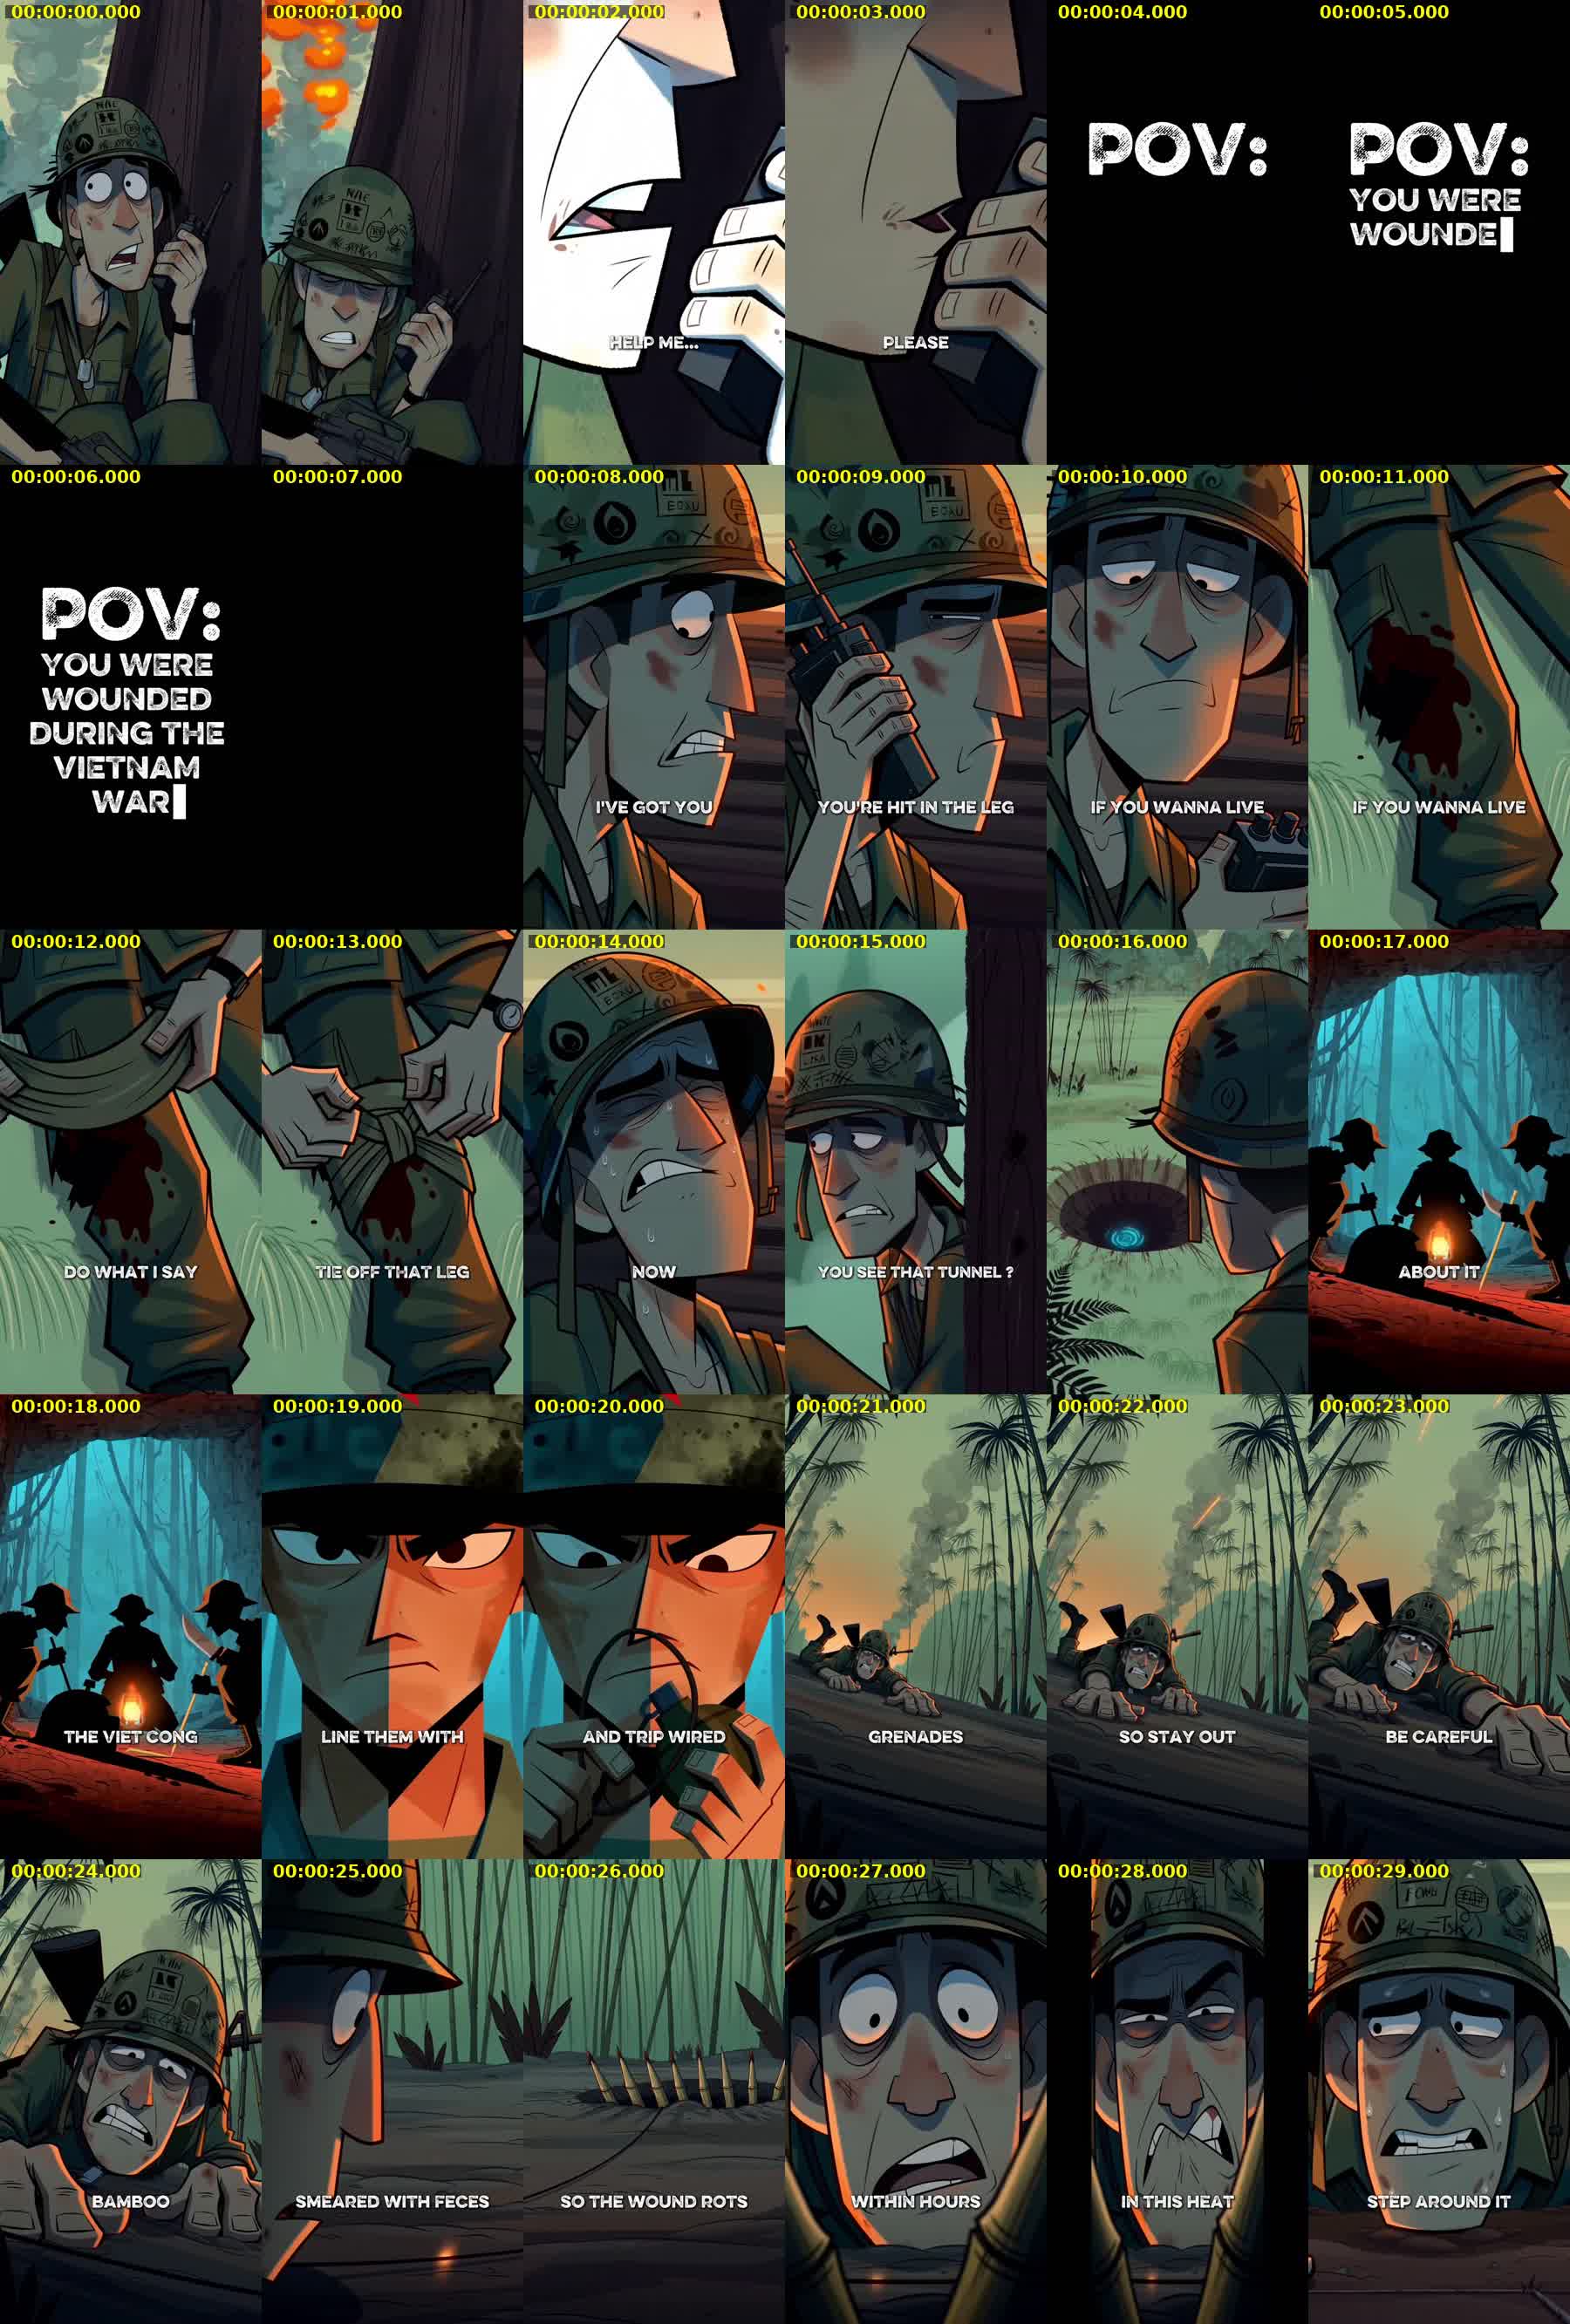 00:00:00.000
00:00:01.000
00:00:02.000
00:00:03.000
00:00:04.000
00:00:05.000
NAE
NAE
HELP ME...
PLEASE
POV:
POV:
YOU WERE
WOUNDE
00:00:06.000
00:00:07.000
00:00:08.000
00:00:09.000
00:00:10.000
00:00:11.000
POV:
YOU WERE
WOUNDED
DURING THE
VIETNAM
WAR
I'VE GOT YOU
YOU'RE HIT IN THE LEG
IF YOU WANNA LIVE
IF YOU WANNA LIVE
00:00:12.000
00:00:13.000
00:00:14.000
00:00:15.000
00:00:16.000
00:00:17.000
DO WHAT I SAY
TIE OFF THAT LEG
NOW
YOU SEE THAT TUNNEL ?
ABOUT IT
00:00:18.000
00:00:19.000
00:00:20.000
00:00:21.000
00:00:22.000
00:00:23.000
THE VIET CONG
LINE THEM WITH
AND TRIP WIRED
GRENADES
SO STAY OUT
BE CAREFUL
00:00:24.000
00:00:25.000
00:00:26.000
00:00:27.000
00:00:28.000
00:00:29.000
BAMBOO
SMEARED WITH FECES
SO THE WOUND ROTS
WITHIN HOURS
IN THIS HEAT
STEP AROUND IT